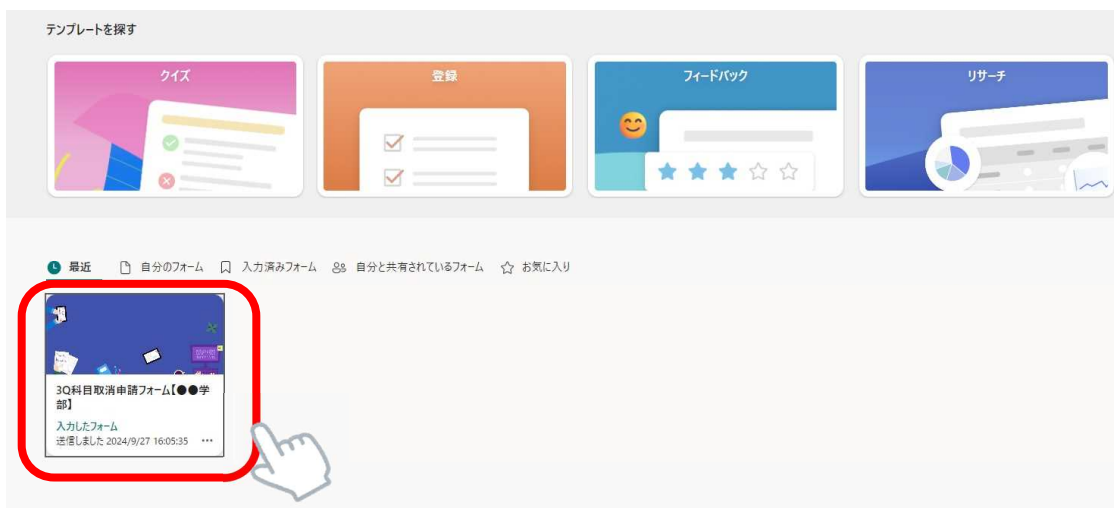 テンプレートを探す
クイズ
登録
フィードバック
リサーチ
最近 自分のフォーム 入力済みフォーム 自分と共有されているフォーム お気に入り
3Q科目取消申請フォーム【●●学
部】
入力したフォーム
送信しました 2024/9/27 16:05:35 …